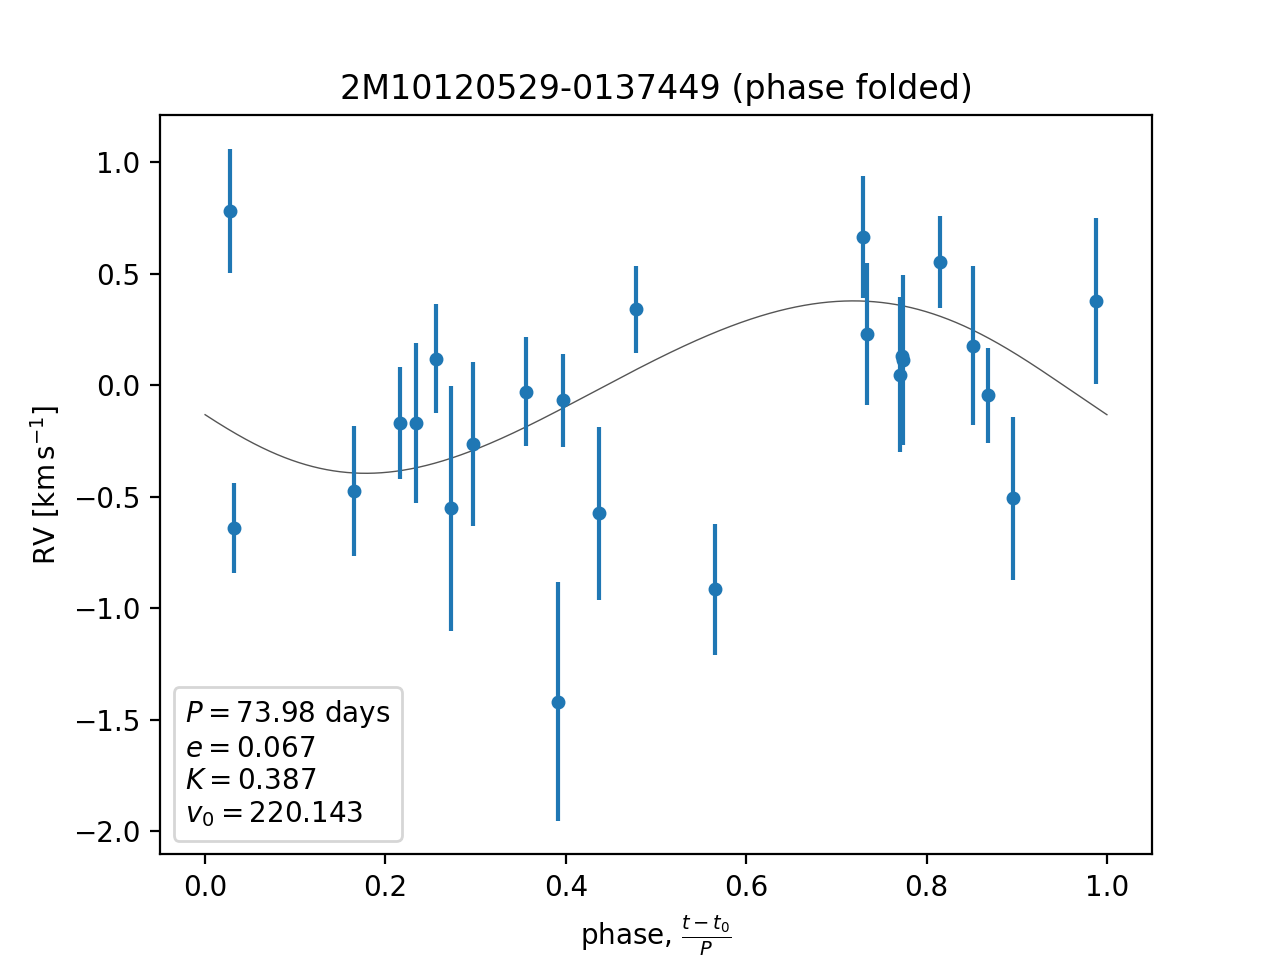 2M10120529-0137449 (phase folded)
RV [km s⁻¹]
1.0
0.5
0.0
−0.5
−1.0
−1.5
−2.0
P = 73.98 days
e = 0.067
K = 0.387
v₀ = 220.143
0.0 0.2 0.4 0.6 0.8 1.0
phase, (t − t₀)/P